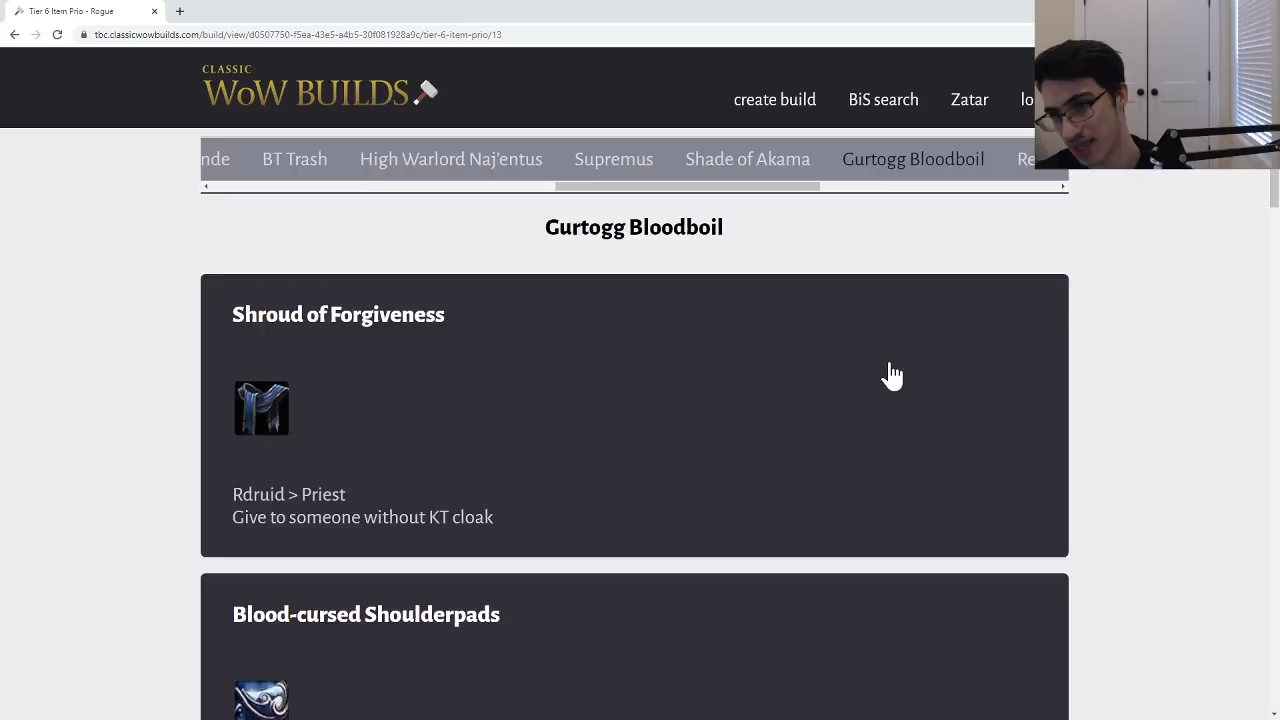 Tier 6 Item Prio - Rogue
tbc.classicwowbuilds.com/build/view/d0507750-f5ea-43e5-a4b5-30f081928a9c/tier-6-item-prio/13
CLASSIC
WoW BUILDS
create build BiS search Zatar lo
nde BT Trash High Warlord Naj'entus Supremus Shade of Akama Gurtogg Bloodboil Re
Gurtogg Bloodboil
Shroud of Forgiveness
Rdruid > Priest
Give to someone without KT cloak
Blood-cursed Shoulderpads